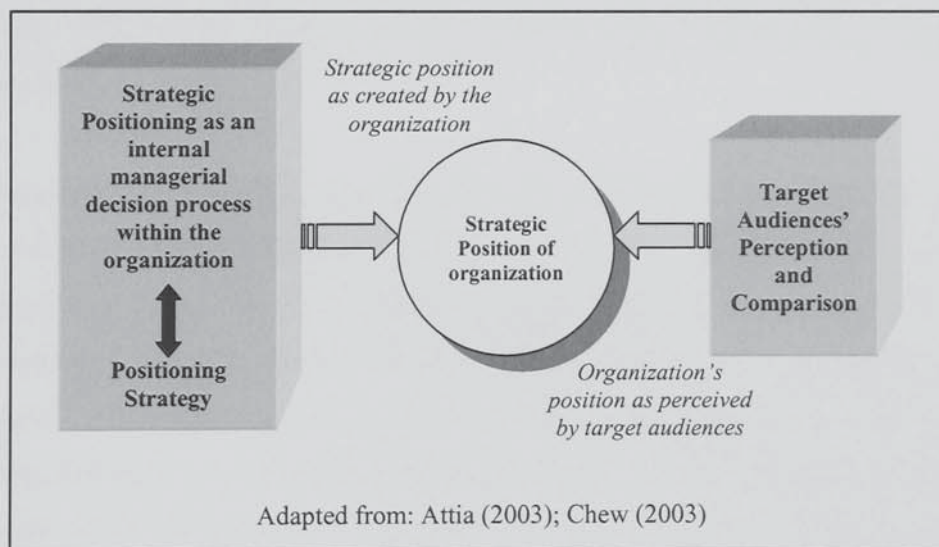 Strategic
Positioning as an
internal
managerial
decision process
within the
organization
Positioning
Strategy
Strategic position
as created by the
organization
Strategic
Position of
organization
Target
Audiences'
Perception
and
Comparison
Organization's
position as perceived
by target audiences
Adapted from: Attia (2003); Chew (2003)